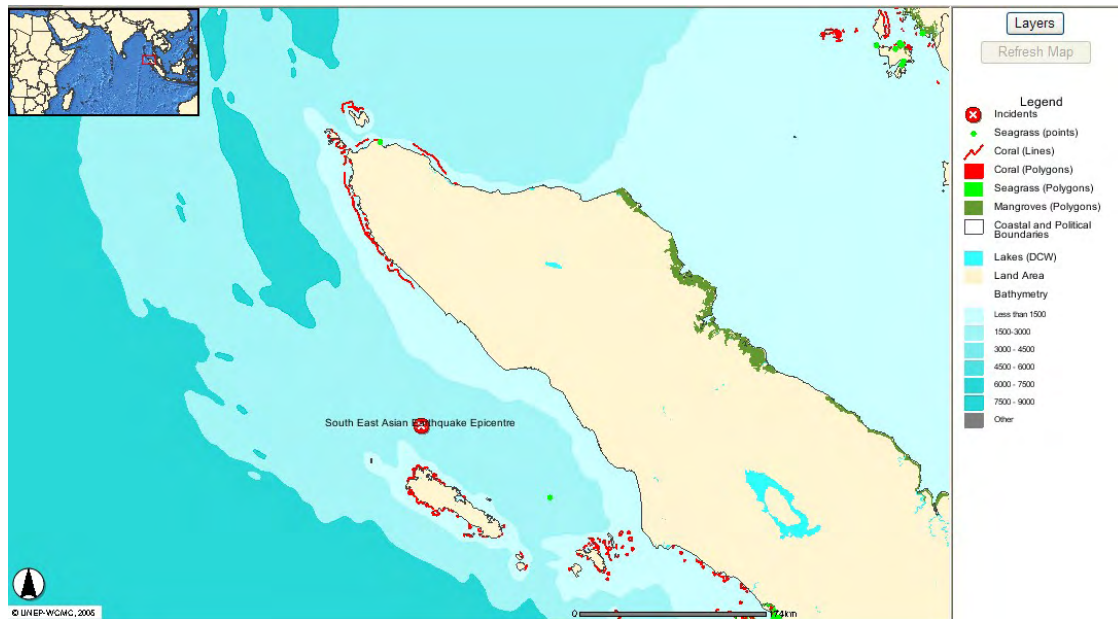 Layers
Refresh Map
Legend
Incidents
Seagrass (points)
Coral (Lines)
Coral (Polygons)
Seagrass (Polygons)
Mangroves (Polygons)
Coastal and Political
Boundaries
Lakes (DCW)
Land Area
Bathymetry
Less than 1500
1500-3000
3000 - 4500
4500 - 6000
6000 - 7500
7500 - 9000
Other
South East Asian Earthquake Epicentre
0 174km
© UNEP-WCMC, 2005